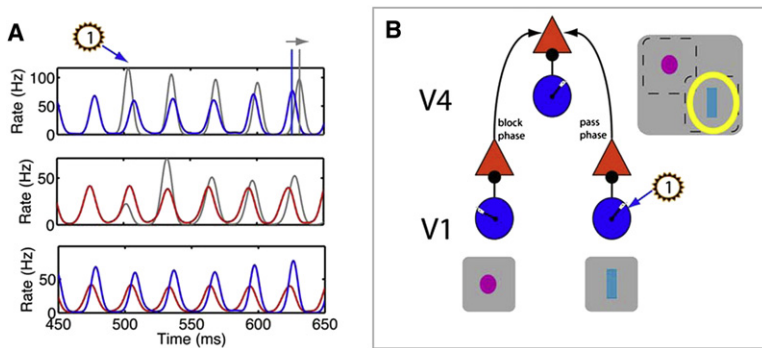 A
1
Rate (Hz)
100
50
0
Rate (Hz)
50
0
Rate (Hz)
50
0
450
500
550
600
650
Time (ms)
B
V4
block
phase
pass
phase
1
V1